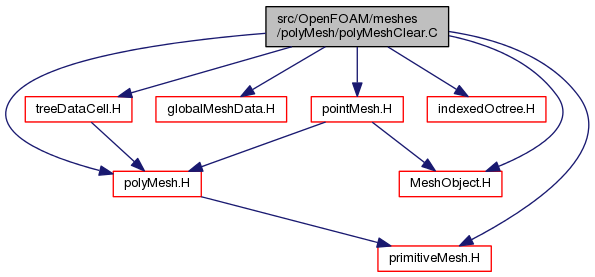 src/OpenFOAM/meshes
/polyMesh/polyMeshClear.C
treeDataCell.H
globalMeshData.H
pointMesh.H
indexedOctree.H
polyMesh.H
MeshObject.H
primitiveMesh.H